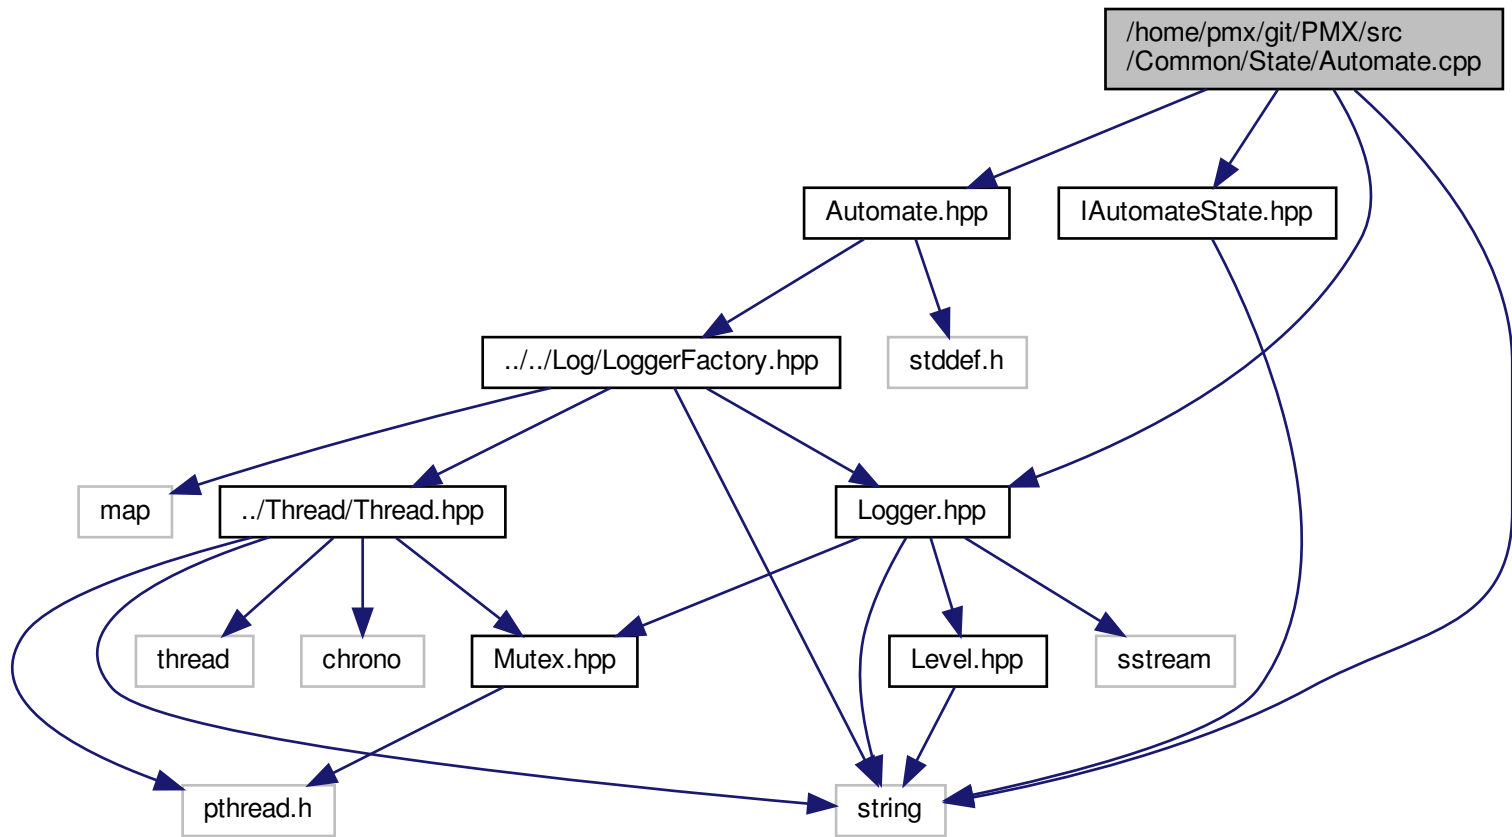 /home/pmx/git/PMX/src
/Common/State/Automate.cpp
Automate.hpp
IAutomateState.hpp
../../Log/LoggerFactory.hpp
stddef.h
map
../Thread/Thread.hpp
Logger.hpp
thread
chrono
Mutex.hpp
Level.hpp
sstream
pthread.h
string